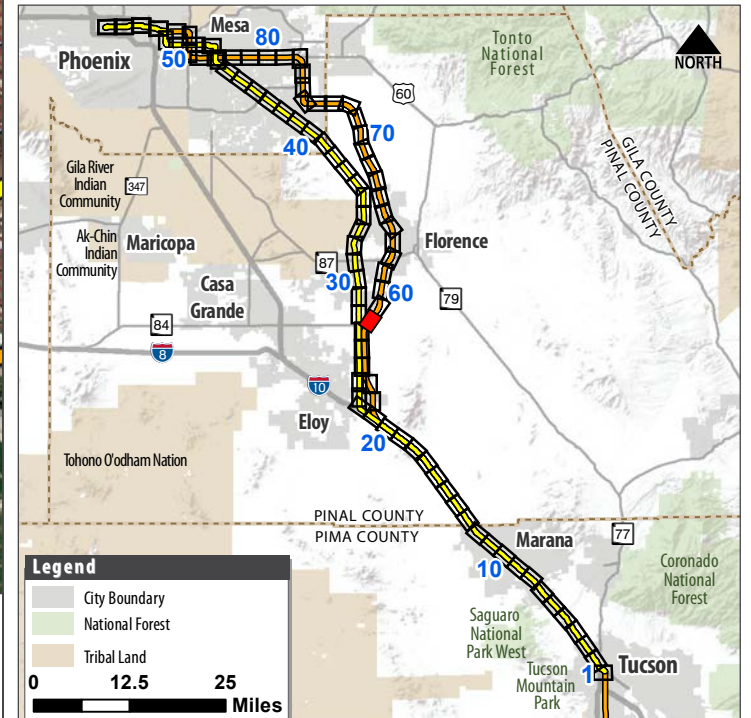 Mesa
80
Phoenix
50
Tonto
National
Forest
NORTH
60
70
40
GILA COUNTY
PINAL COUNTY
Gila River
Indian
Community
347
Ak-Chin
Indian
Community
Maricopa
87
Florence
Casa
Grande
30
60
79
84
8
10
Eloy
20
Tohono O'odham Nation
PINAL COUNTY
PIMA COUNTY
Marana
77
10
Coronado
National
Forest
Saguaro
National
Park West
Tucson
Mountain
Park
1
Tucson
Legend
City Boundary
National Forest
Tribal Land
0 12.5 25
Miles